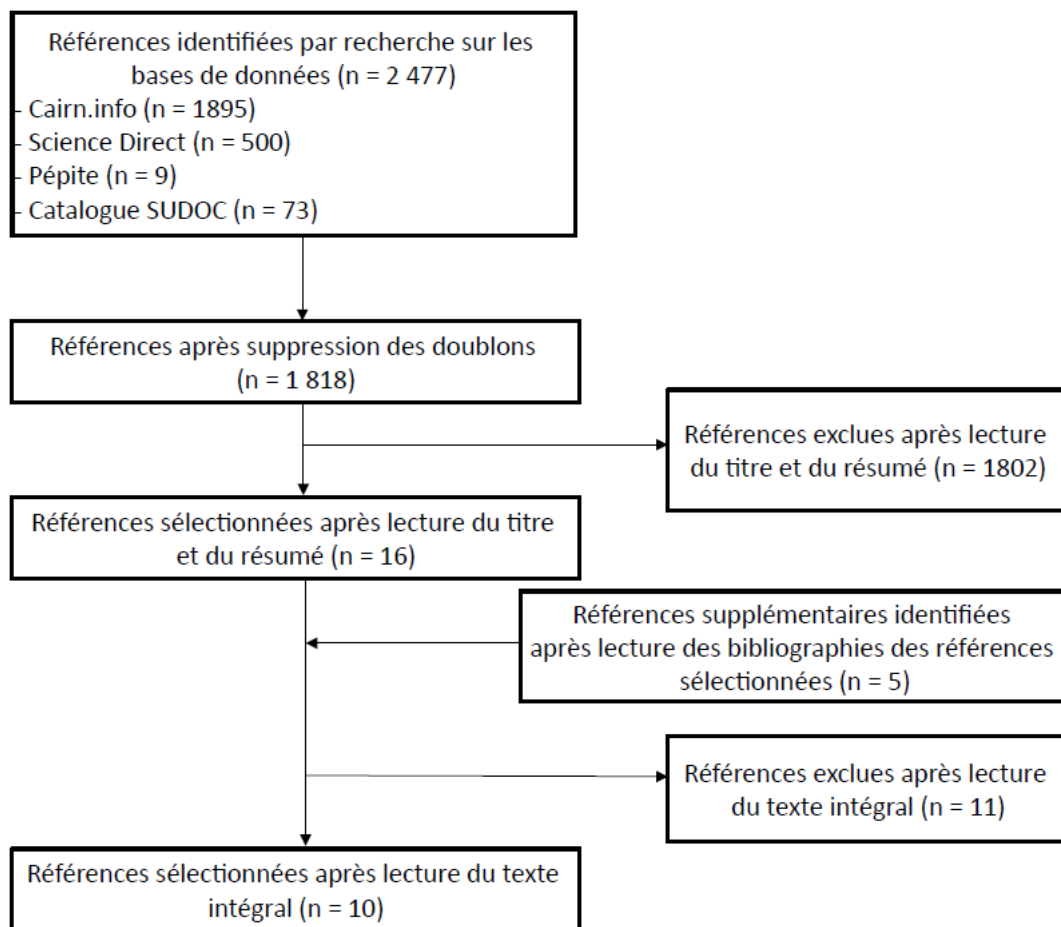 Références identifiées par recherche sur les
bases de données (n = 2 477)
- Cairn.info (n = 1895)
- Science Direct (n = 500)
- Pépite (n = 9)
- Catalogue SUDOC (n = 73)
Références après suppression des doublons
(n = 1 818)
Références exclues après lecture
du titre et du résumé (n = 1802)
Références sélectionnées après lecture du titre
et du résumé (n = 16)
Références supplémentaires identifiées
après lecture des bibliographies des références
sélectionnées (n = 5)
Références exclues après lecture
du texte intégral (n = 11)
Références sélectionnées après lecture du texte
intégral (n = 10)